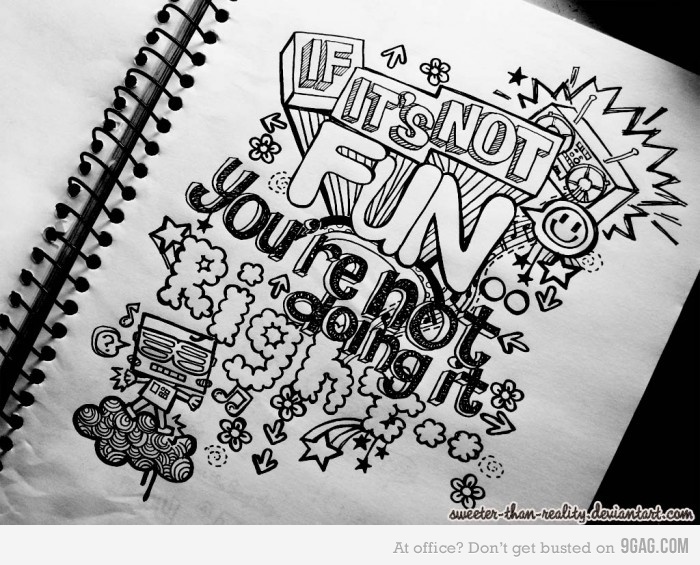 IF
IT'S NOT
FUN
You're not
doing it
Right...
?
sweeter-than-reality.deviantart.com
At office? Don't get busted on 9GAG.COM